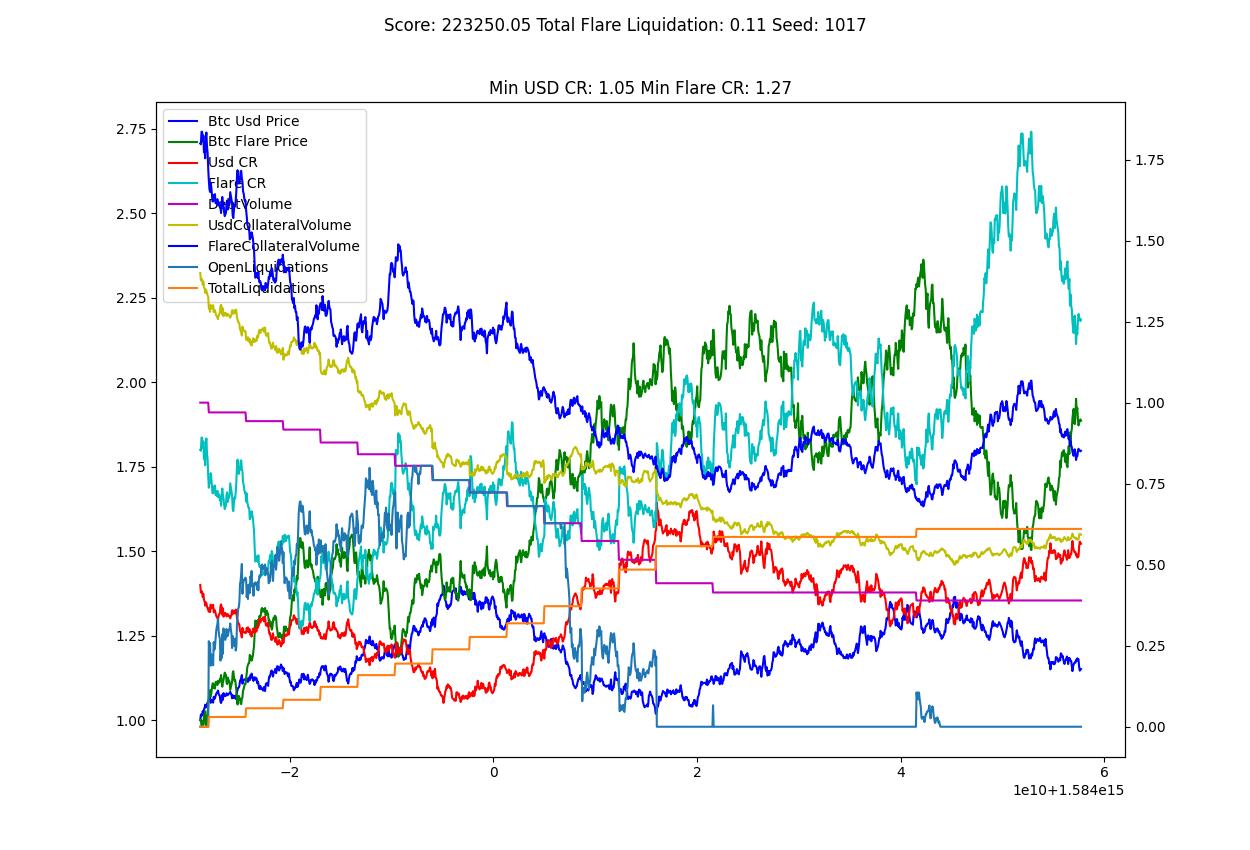 Score: 223250.05 Total Flare Liquidation: 0.11 Seed: 1017
Min USD CR: 1.05 Min Flare CR: 1.27
Btc Usd Price
Btc Flare Price
Usd CR
Flare CR
DebtVolume
UsdCollateralVolume
FlareCollateralVolume
OpenLiquidations
TotalLiquidations
2.75
2.50
2.25
2.00
1.75
1.50
1.25
1.00
1.75
1.50
1.25
1.00
0.75
0.50
0.25
0.00
−2 0 2 4 6
1e10+1.584e15